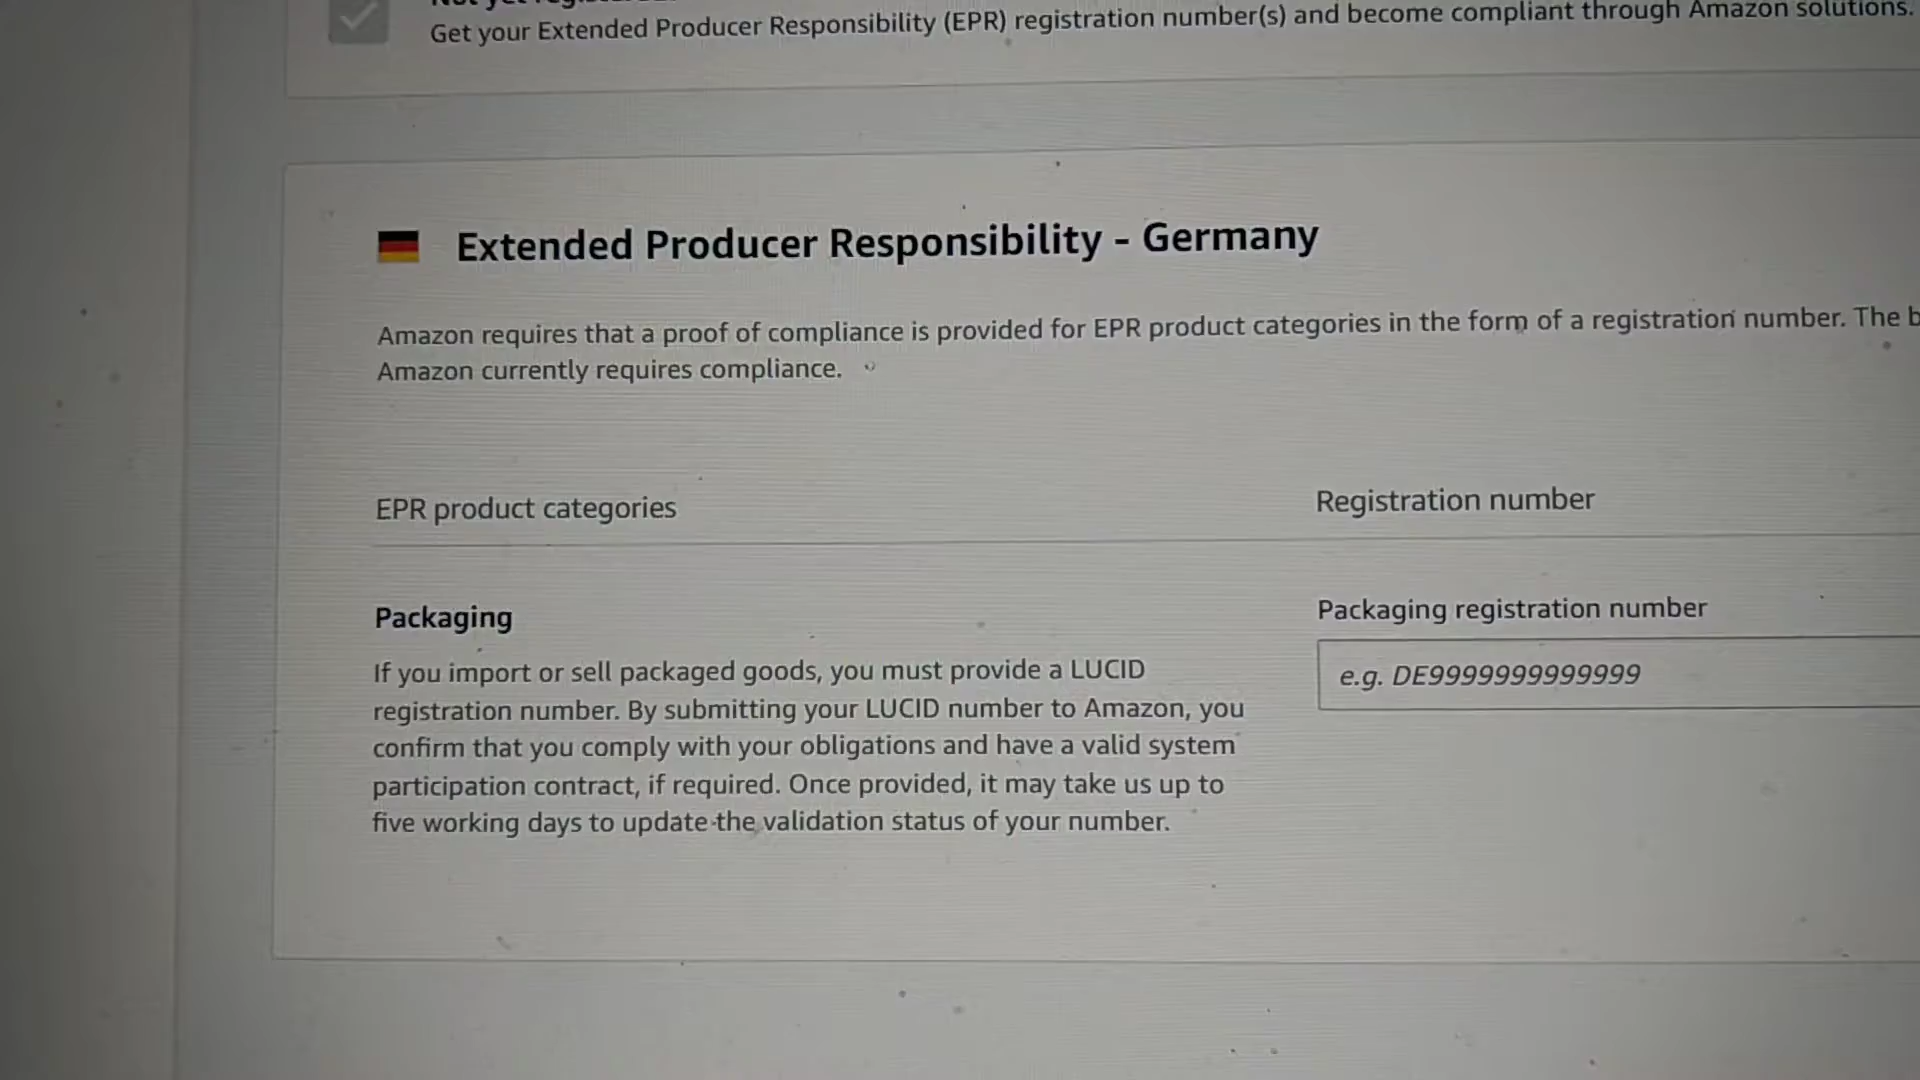 Get your Extended Producer Responsibility (EPR) registration number(s) and become compliant through Amazon solutions.
Extended Producer Responsibility - Germany
Amazon requires that a proof of compliance is provided for EPR product categories in the form of a registration number. The
Amazon currently requires compliance.
EPR product categories
Registration number
Packaging
If you import or sell packaged goods, you must provide a LUCID
registration number. By submitting your LUCID number to Amazon, you
confirm that you comply with your obligations and have a valid system
participation contract, if required. Once provided, it may take us up to
five working days to update the validation status of your number.
Packaging registration number
e.g. DE9999999999999